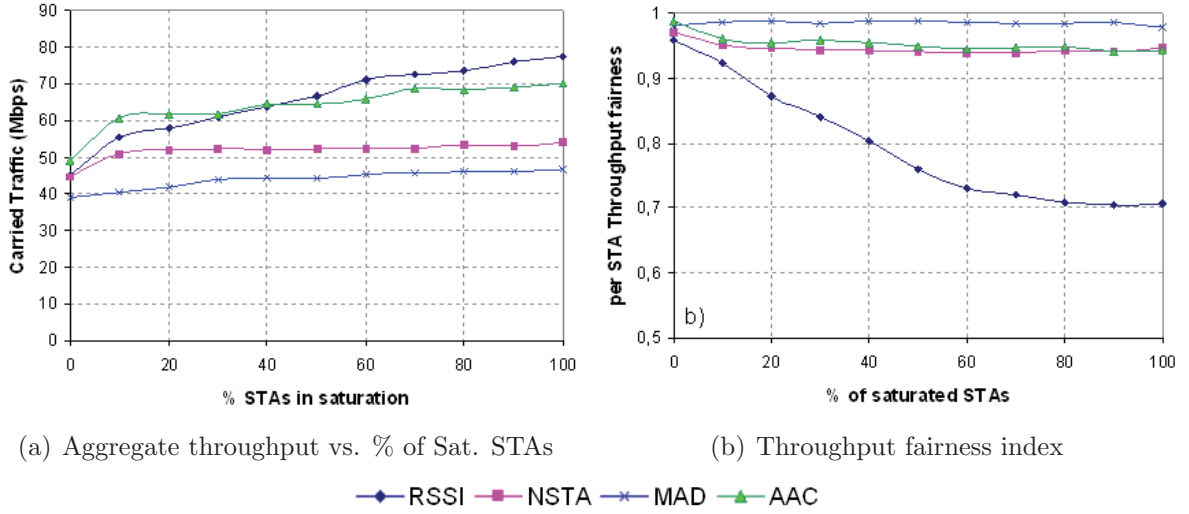 90
80
70
60
50
40
30
20
10
0
Carried Traffic (Mbps)
0 20 40 60 80 100
% STAs in saturation
1
0,9
0,8
0,7
0,6
0,5
per STA Throughput fairness
b)
0 20 40 60 80 100
% of saturated STAs
(a) Aggregate throughput vs. % of Sat. STAs
(b) Throughput fairness index
RSSI NSTA MAD AAC